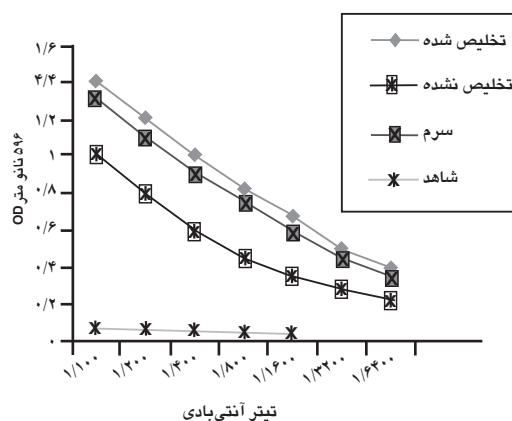 تخلیص شده
تخلیص نشده
سرم
شاهد
۱/۶
۴/۴
۱/۲
۱
۰/۸
۰/۶
۰/۴
۰/۲
۰
OD ۵۹۶ نانو متر
۱/۱۰۰
۱/۲۰۰
۱/۴۰۰
۱/۸۰۰
۱/۱۶۰۰
۱/۳۲۰۰
۱/۶۴۰۰
تیتر آنتی‌بادی